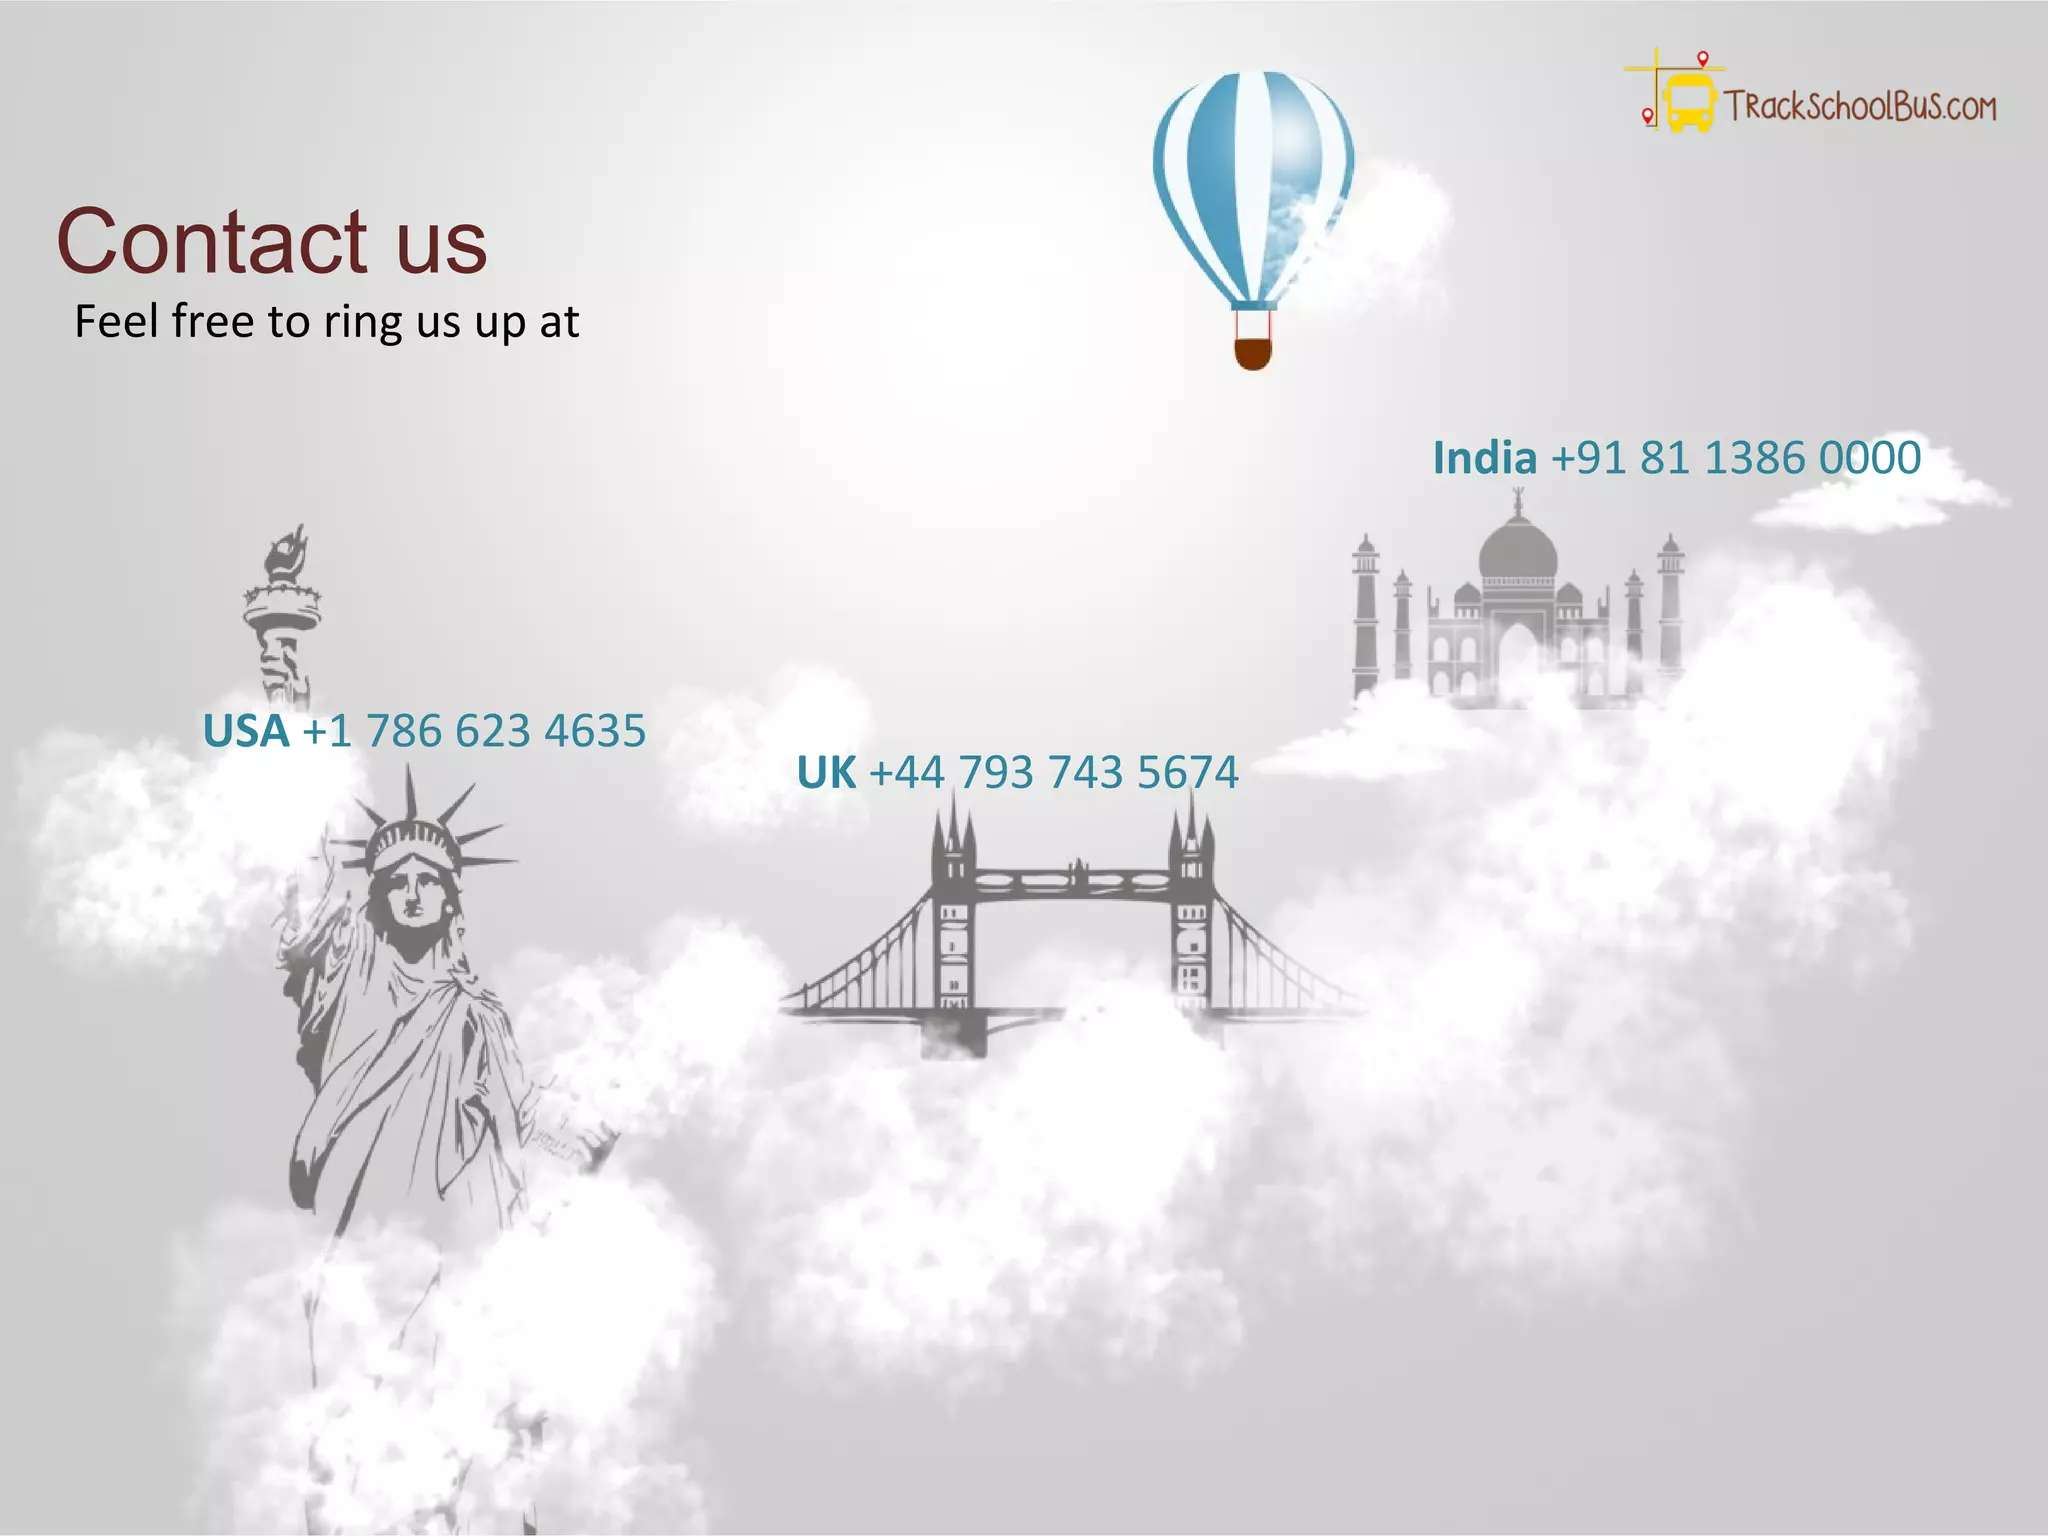 TRackSchoolBus.com
Contact us
Feel free to ring us up at
India +91 81 1386 0000
USA +1 786 623 4635
UK +44 793 743 5674